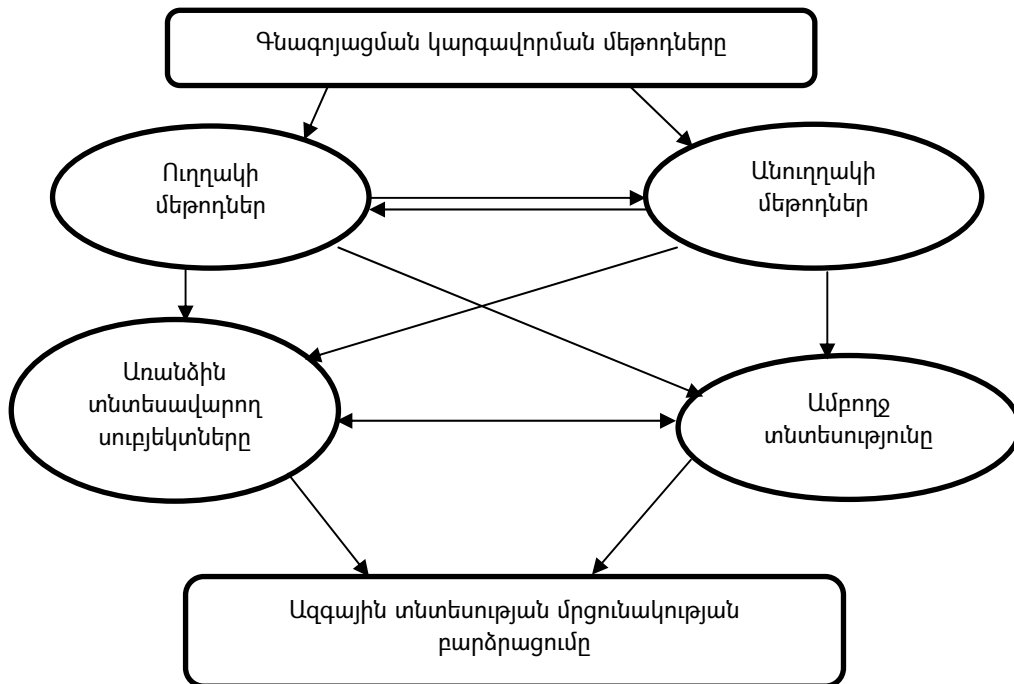 Գնագոյացման կարգավորման մեթոդները
Ուղղակի
մեթոդներ
Անուղղակի
մեթոդներ
Առանձին
տնտեսավարող
սուբյեկտները
Ամբողջ
տնտեսությունը
Ազգային տնտեսության մրցունակության
բարձրացումը